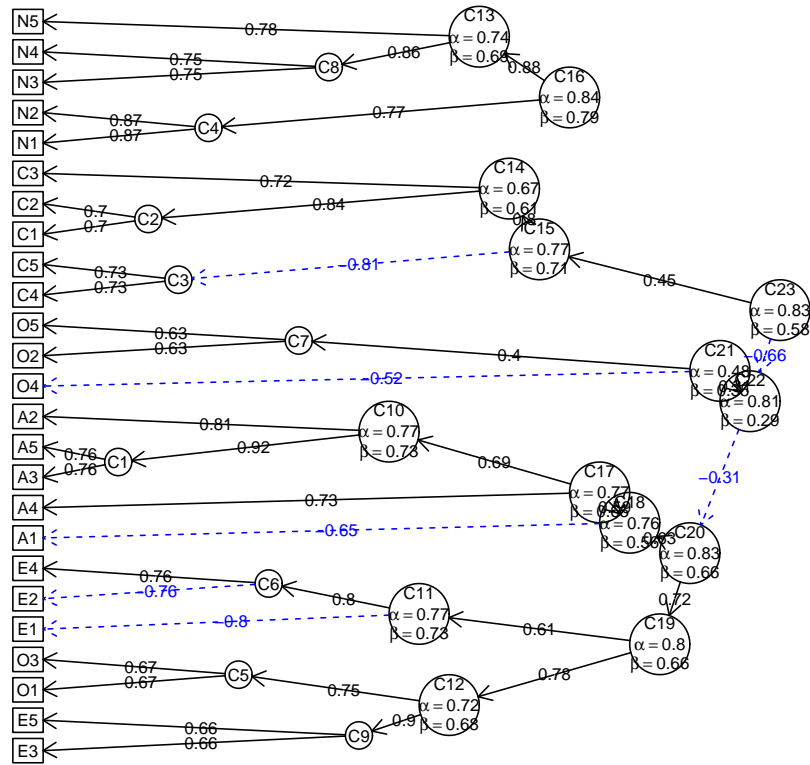 N5
N4
N3
N2
N1
C3
C2
C1
C5
C4
O5
O2
O4
A2
A5
A3
A4
A1
E4
E2
E1
O3
O1
E5
E3
C13
α = 0.74
β = 0.69
C16
α = 0.84
β = 0.79
C14
α = 0.67
β = 0.61
C15
α = 0.77
β = 0.71
C23
α = 0.83
β = 0.58
C21
α = 0.48
α = 0.81
β = 0.29
C10
α = 0.77
β = 0.73
C17
α = 0.77
C18
α = 0.76
β = 0.56
C20
α = 0.83
β = 0.66
C11
α = 0.77
β = 0.73
C19
α = 0.8
β = 0.66
C12
α = 0.72
β = 0.68
C8
C4
C2
C3
C7
C1
C6
C5
C9
0.78
0.75
0.75
0.86
0.88
0.87
0.87
0.77
0.72
0.7
0.7
0.84
0.73
0.73
−0.81
0.45
0.63
0.63
0.4
−0.52
−0.66
0.81
0.76
0.76
0.92
0.69
0.73
−0.65
−0.31
0.63
0.76
−0.76
0.8
−0.8
0.61
0.72
0.67
0.67
0.75
0.78
0.66
0.66
0.9